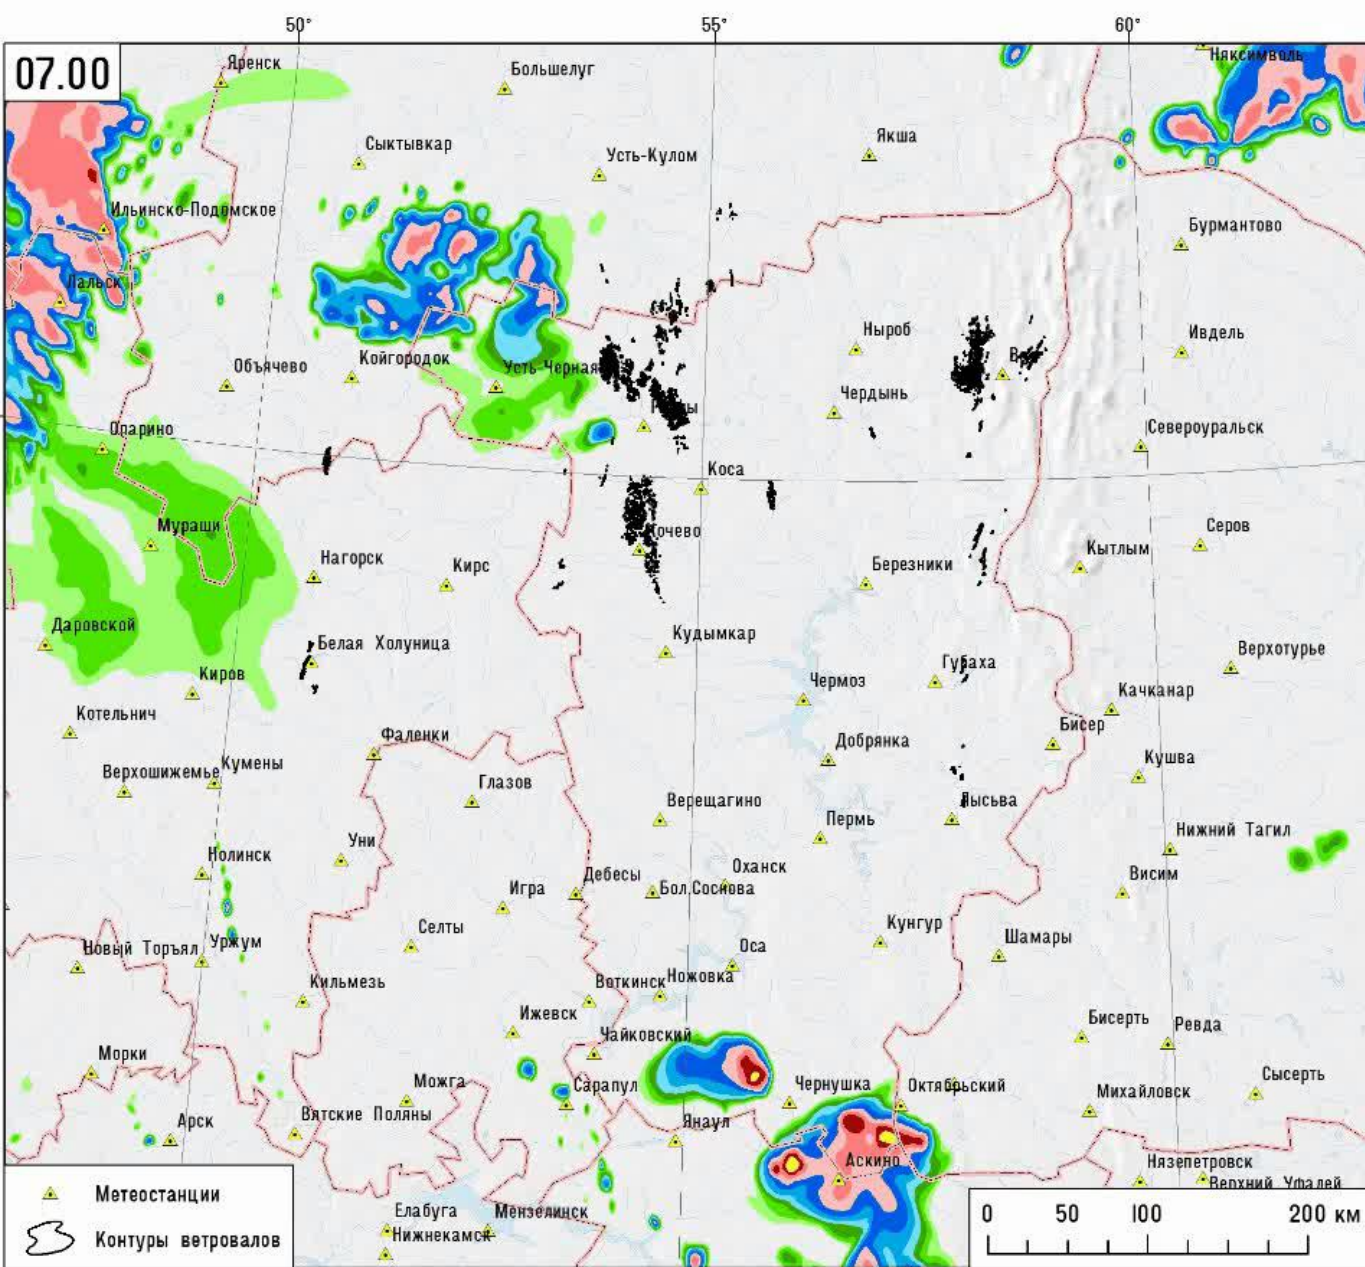 50°
55°
60°
07.00
Яренск
Большелуг
Няксимволь
Сыктывкар
Усть-Кулом
Якша
Ильинско-Подомское
Бурмантово
Лальск
Ныроб
Ивдель
Объячево
Койгородок
Усть-Черная
Чердынь
Опарино
Североуральск
Коса
Мураши
Кочево
Серов
Нагорск
Кирс
Березники
Кытлым
Даровской
Белая Холуница
Кудымкар
Губаха
Верхотурье
Киров
Чермоз
Качканар
Котельнич
Фаленки
Добрянка
Бисер
Верхошижемье
Кумены
Глазов
Кушва
Верещагино
Пермь
Лысьва
Нижний Тагил
Нолинск
Уни
Дебесы
Оханск
Висим
Игра
Бол.Соснова
Селты
Кунгур
Шамары
Новый Торъял
Уржум
Оса
Кильмезь
Воткинск
Ножовка
Ижевск
Чайковский
Бисерть
Ревда
Морки
Можга
Сарапул
Чернушка
Октябрьский
Михайловск
Сысерть
Арск
Вятские Поляны
Янаул
Аскино
Нязепетровск
Верхний Уфалей
Метеостанции
Елабуга
Мензелинск
Нижнекамск
Контуры ветровалов
0
50
100
200 км